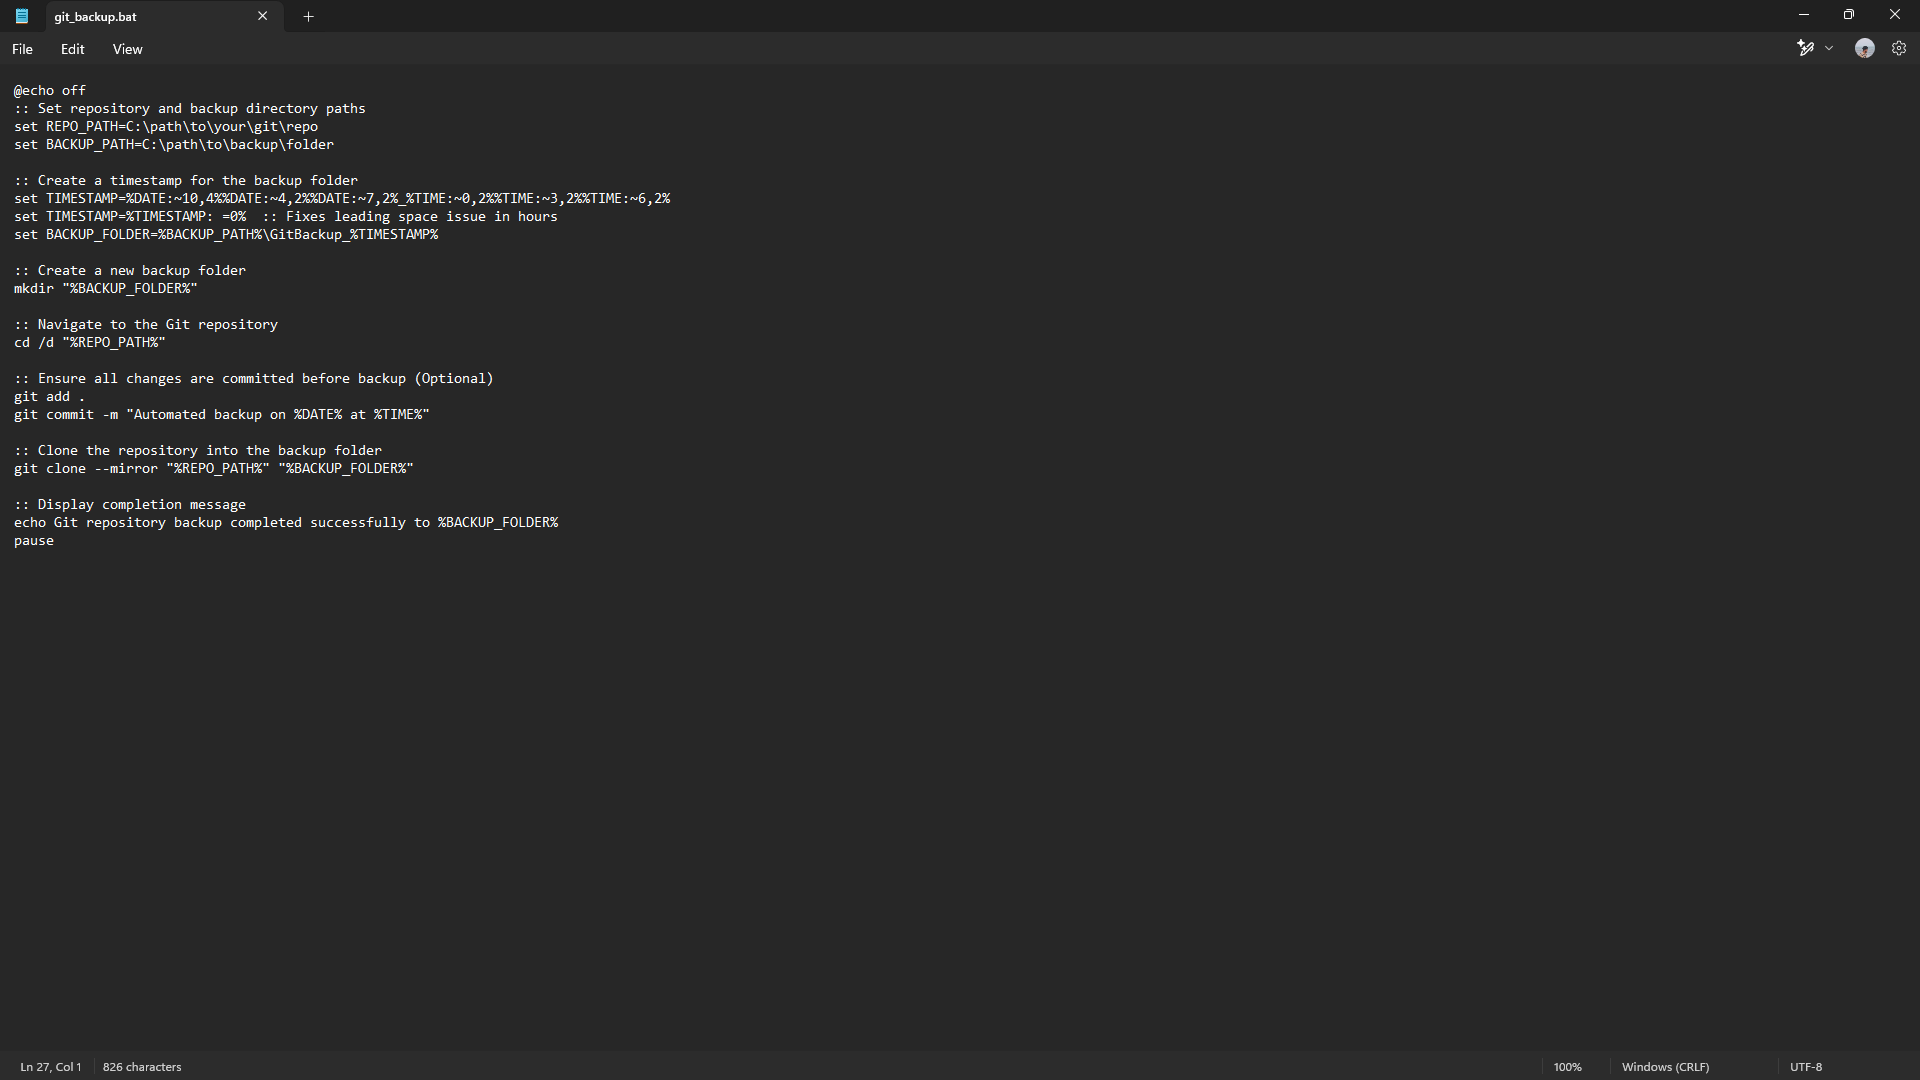 git_backup.bat
File Edit View
@echo off
:: Set repository and backup directory paths
set REPO_PATH=C:\path\to\your\git\repo
set BACKUP_PATH=C:\path\to\backup\folder
:: Create a timestamp for the backup folder
set TIMESTAMP=%DATE:~10,4%%DATE:~4,2%%DATE:~7,2%_%TIME:~0,2%%TIME:~3,2%%TIME:~6,2%
set TIMESTAMP=%TIMESTAMP: =0%  :: Fixes leading space issue in hours
set BACKUP_FOLDER=%BACKUP_PATH%\GitBackup_%TIMESTAMP%
:: Create a new backup folder
mkdir "%BACKUP_FOLDER%"
:: Navigate to the Git repository
cd /d "%REPO_PATH%"
:: Ensure all changes are committed before backup (Optional)
git add .
git commit -m "Automated backup on %DATE% at %TIME%"
:: Clone the repository into the backup folder
git clone --mirror "%REPO_PATH%" "%BACKUP_FOLDER%"
:: Display completion message
echo Git repository backup completed successfully to %BACKUP_FOLDER%
pause
Ln 27, Col 1 826 characters 100% Windows (CRLF) UTF-8